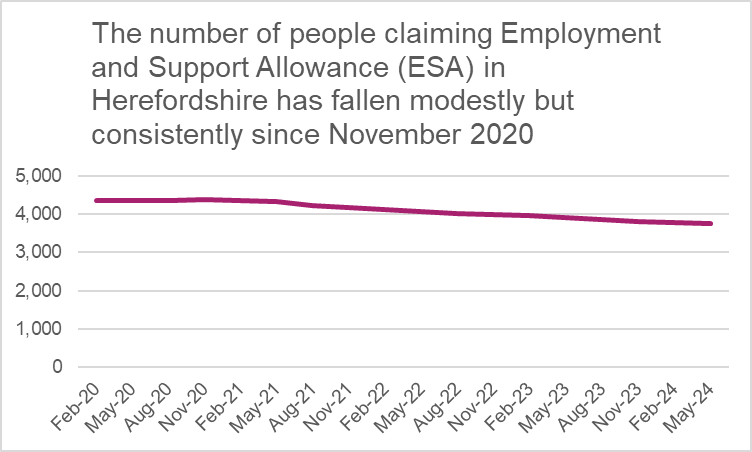 The number of people claiming Employment
and Support Allowance (ESA) in
Herefordshire has fallen modestly but
consistently since November 2020
5,000
4,000
3,000
2,000
1,000
0
Feb-20
May-20
Aug-20
Nov-20
Feb-21
May-21
Aug-21
Nov-21
Feb-22
May-22
Aug-22
Nov-22
Feb-23
May-23
Aug-23
Nov-23
Feb-24
May-24